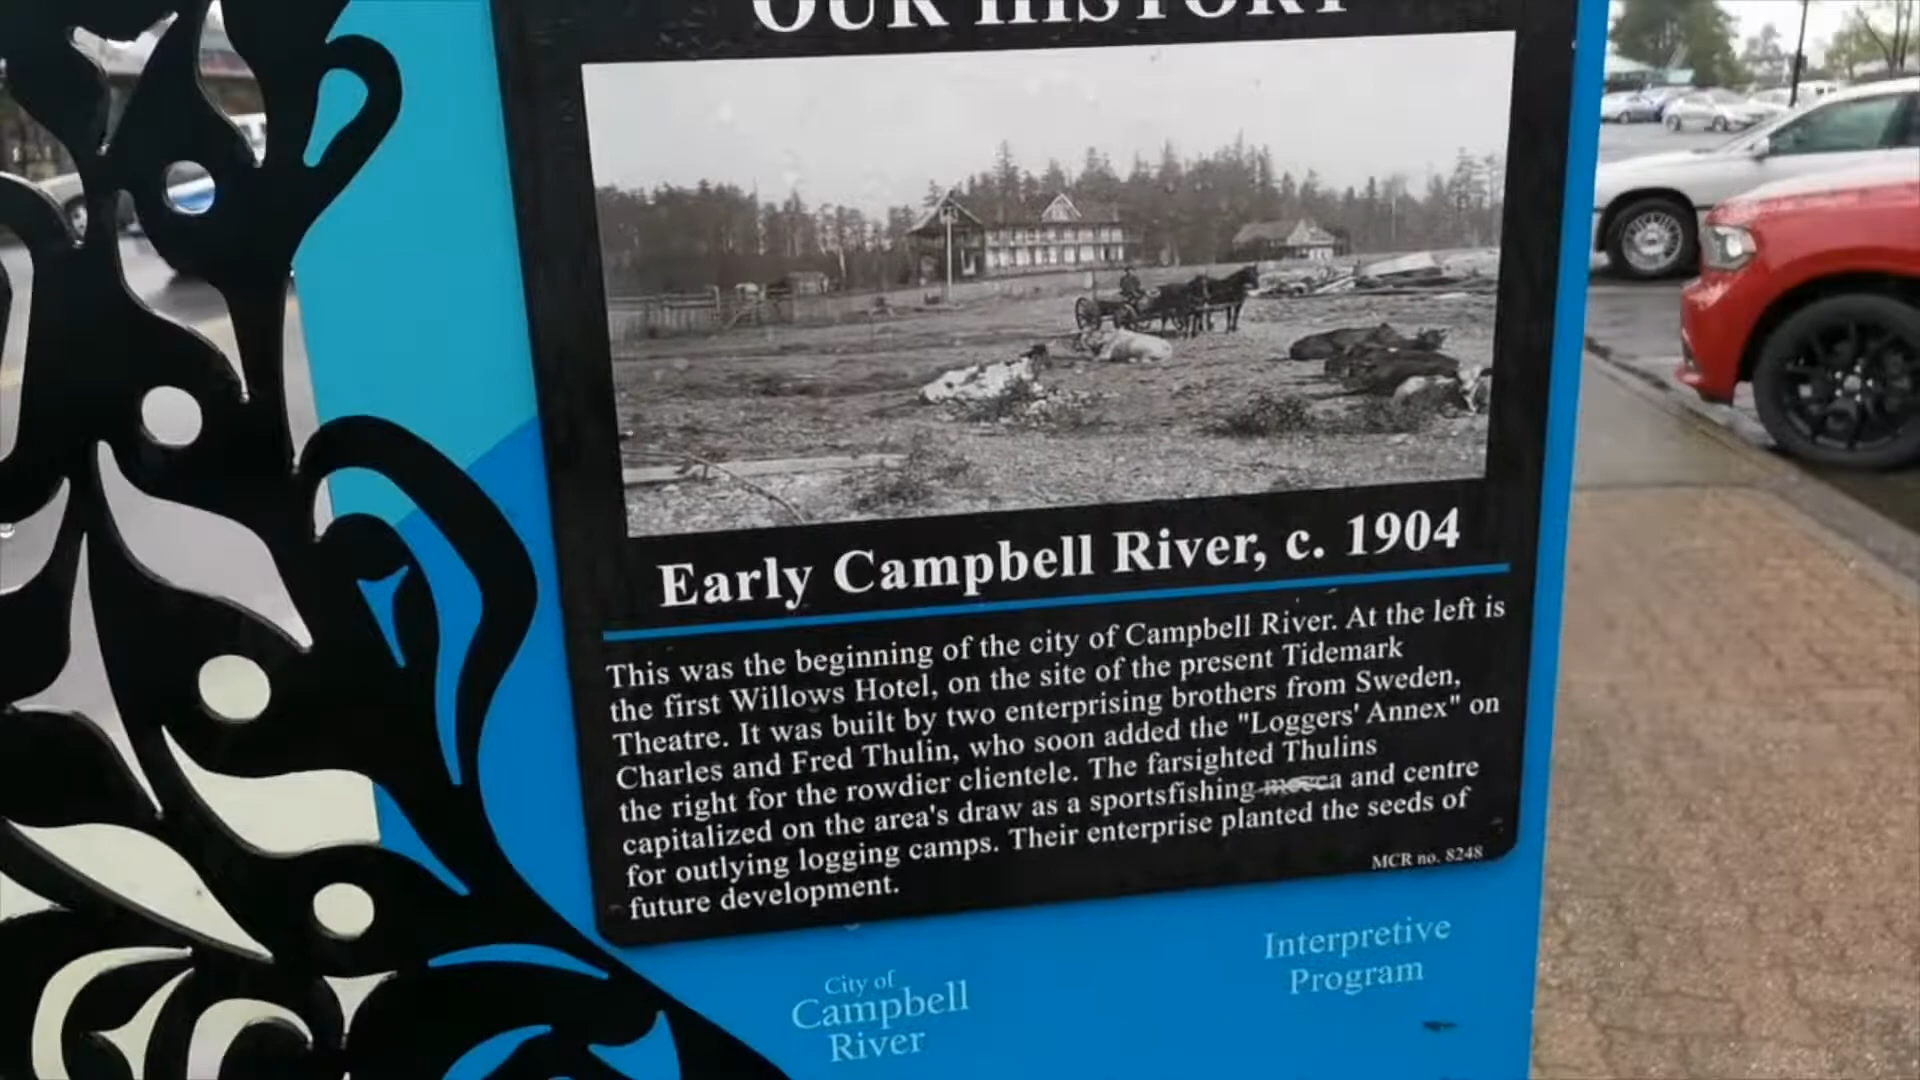 OUR HISTORY
Early Campbell River, c. 1904
This was the beginning of the city of Campbell River. At the left is
the first Willows Hotel, on the site of the present Tidemark
Theatre. It was built by two enterprising brothers from Sweden,
Charles and Fred Thulin, who soon added the "Loggers' Annex" on
the right for the rowdier clientele. The farsighted Thulins
capitalized on the area's draw as a sportsfishing mecca and centre
for outlying logging camps. Their enterprise planted the seeds of
future development.
MCR no. 8248
City of
Campbell
River
Interpretive
Program